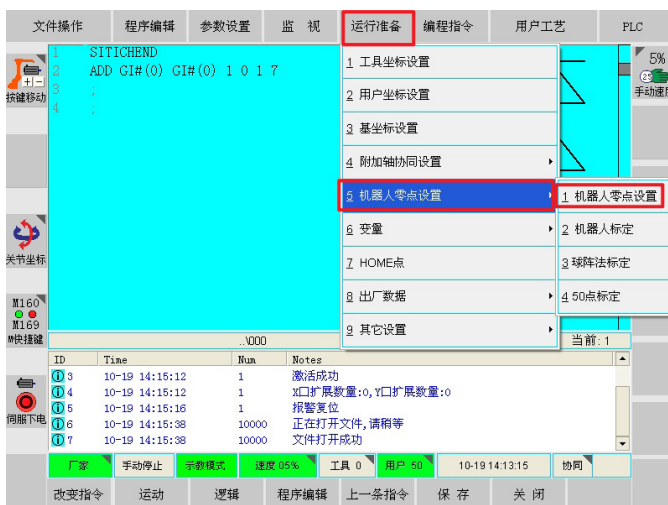 文件操作 程序编辑 参数设置 监 视 运行准备 编程指令 用户工艺 PLC
1 SITICHEND
2 ADD GI#(0) GI#(0) 1 0 1 7
3 ;
4 ;
+ | -
按键移动
关节坐标
M160
M169
M快捷键
伺服下电
1 工具坐标设置
2 用户坐标设置
3 基坐标设置
4 附加轴协同设置
5 机器人零点设置
6 变量
7 HOME点
8 出厂数据
9 其它设置
1 机器人零点设置
2 机器人标定
3 球阵法标定
4 50点标定
5%
手动速度
..\000 当前: 1
ID Time Num Notes
3 10-19 14:15:12 1 激活成功
4 10-19 14:15:12 1 X口扩展数量:0,Y口扩展数量:0
5 10-19 14:15:16 1 报警复位
6 10-19 14:15:38 10000 正在打开文件,请稍等
7 10-19 14:15:38 10000 文件打开成功
厂家 手动停止 示教模式 速度 05% 工具 0 用户 50 10-19 14:13:15 协同
改变指令 运动 逻辑 程序编辑 上一条指令 保 存 关 闭